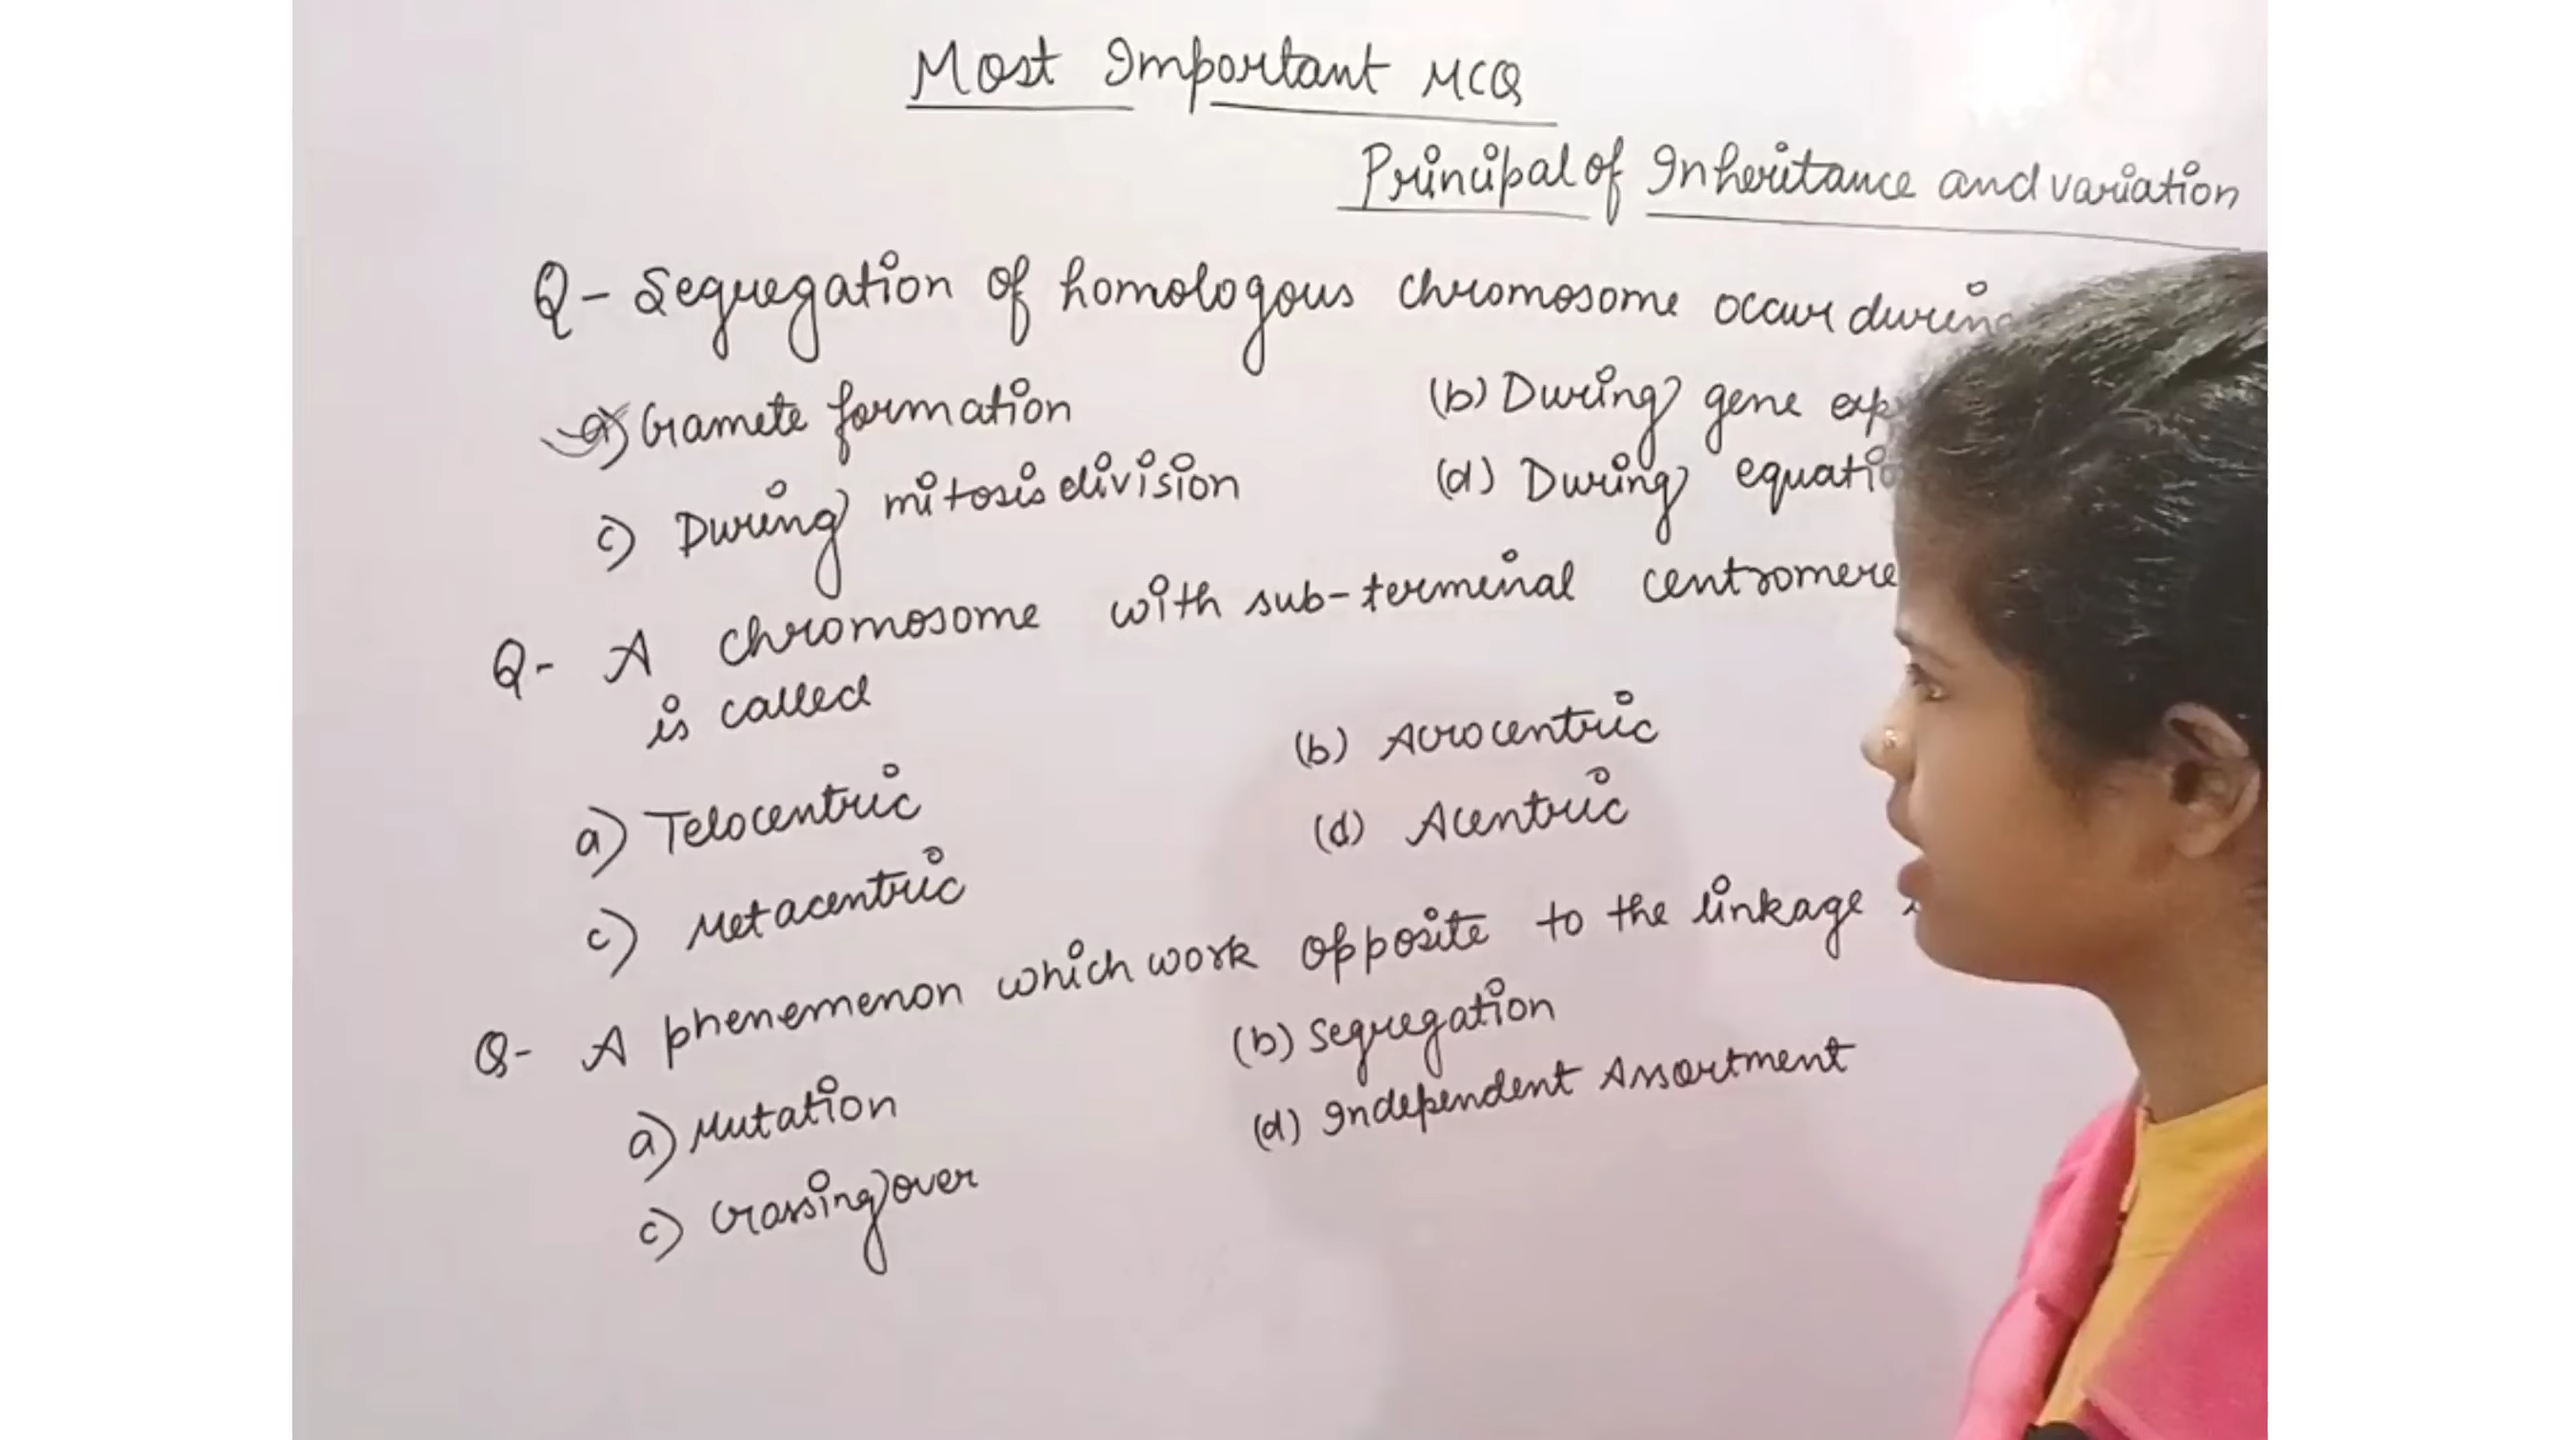 Most Important MCQ
Principal of Inheritance and variation
Q- Segregation of homologous chromosome occur
a) Gamete formation (b) During gene
c) During mitosis division (d) During
Q- A chromosome with sub-terminal centromere
is called
a) Telocentric (b) Acrocentric
c) Metacentric (d) Acentric
Q- A phenemenon which work opposite to the linkage
a) Mutation (b) Segregation
c) Crossing over (d) Independent Assortment